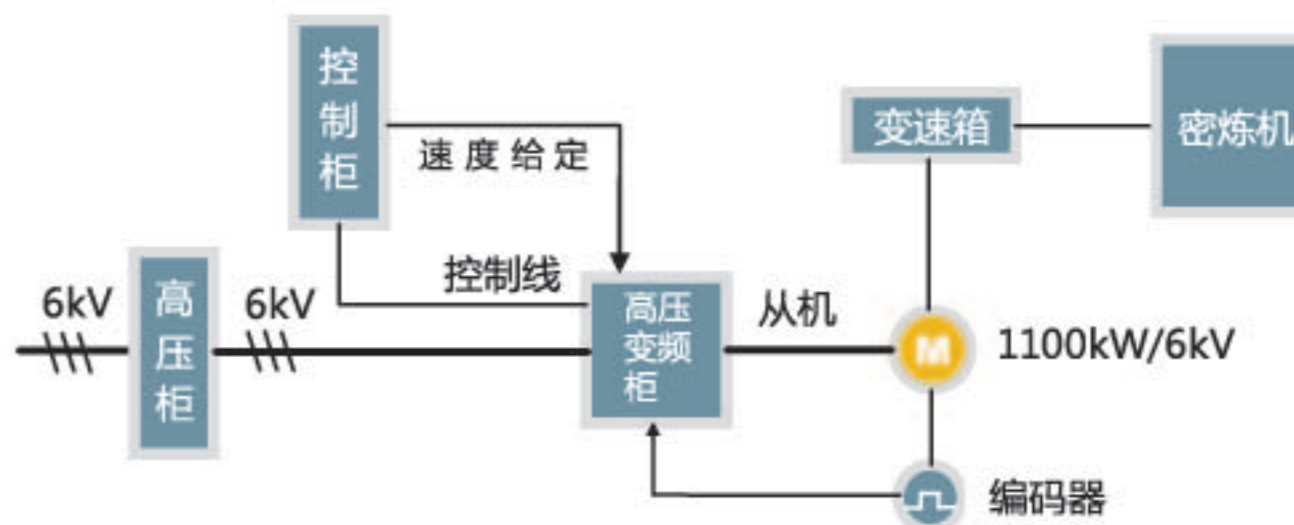 控制柜
速度给定
变速箱
密炼机
6kV
高压柜
6kV
控制线
高压
变频
柜
从机
M
1100kW/6kV
编码器